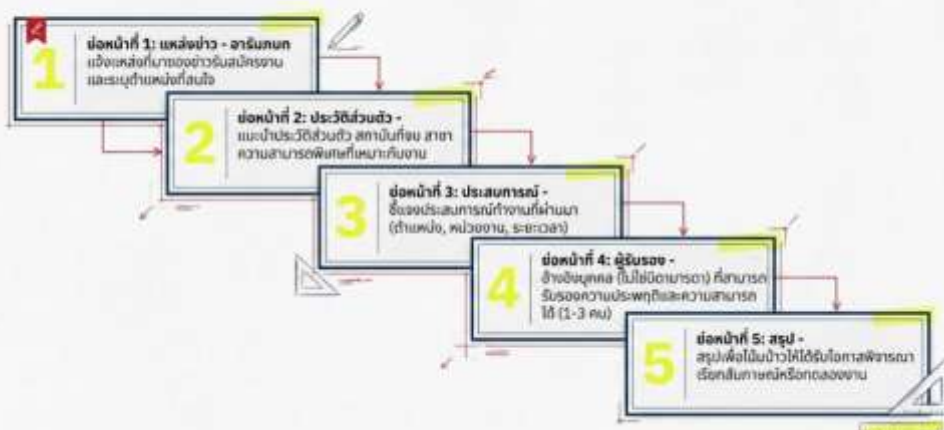 1
ย่อหน้าที่ 1: แหล่งข่าว - อารัมภบท
แจ้งแหล่งที่มาของข่าวรับสมัครงาน
และระบุตำแหน่งที่สนใจ
2
ย่อหน้าที่ 2: ประวัติส่วนตัว -
แนะนำประวัติส่วนตัว สถาบันที่จบ สาขา
ความสามารถพิเศษที่เหมาะกับงาน
3
ย่อหน้าที่ 3: ประสบการณ์ -
ชี้แจงประสบการณ์ทำงานที่ผ่านมา
(ตำแหน่ง, หน่วยงาน, ระยะเวลา)
4
ย่อหน้าที่ 4: ผู้รับรอง -
อ้างอิงบุคคล (ไม่ใช่บิดามารดา) ที่สามารถ
รับรองความประพฤติและความสามารถ
ได้ (1-3 คน)
5
ย่อหน้าที่ 5: สรุป -
สรุปเพื่อโน้มน้าวให้ได้รับโอกาสพิจารณา
เรียกสัมภาษณ์หรือทดลองงาน